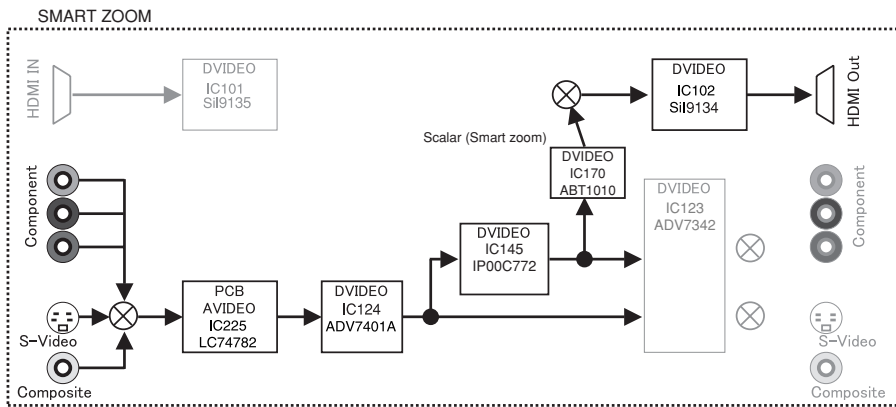 SMART ZOOM
HDMI IN
DVIDEO
IC101
SiI9135
DVIDEO
IC102
SiI9134
HDMI Out
Scalar (Smart zoom)
DVIDEO
IC170
ABT1010
Component
DVIDEO
IC123
ADV7342
Component
DVIDEO
IC145
IP00C772
PCB
AVIDEO
IC225
LC74782
DVIDEO
IC124
ADV7401A
S-Video
S-Video
Composite
Composite